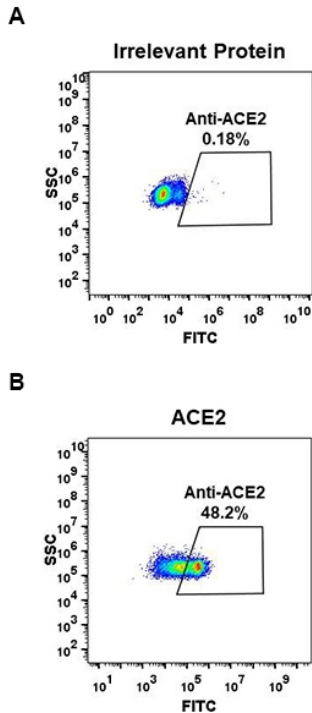 A
Irrelevant Protein
Anti-ACE2
0.18%
SSC
10^10
10^9
10^8
10^7
10^6
10^5
10^4
10^3
10^2
10^0 10^2 10^4 10^6 10^8 10^10
FITC
B
ACE2
Anti-ACE2
48.2%
SSC
10^10
10^9
10^8
10^7
10^6
10^5
10^4
10^3
10^2
10^1 10^3 10^5 10^7 10^9
FITC